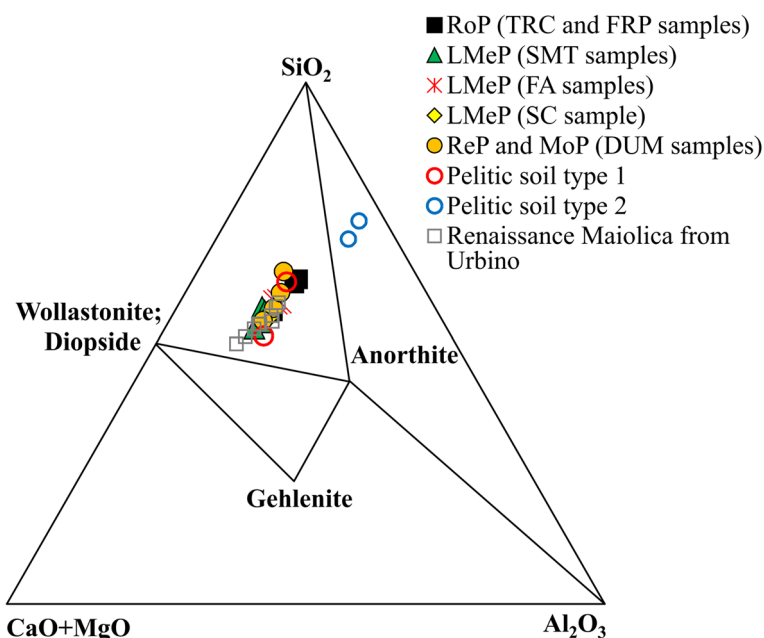 RoP (TRC and FRP samples)
LMeP (SMT samples)
LMeP (FA samples)
LMeP (SC sample)
ReP and MoP (DUM samples)
Pelitic soil type 1
Pelitic soil type 2
Renaissance Maiolica from
Urbino
SiO₂
Wollastonite;
Diopside
Anorthite
Gehlenite
CaO+MgO
Al₂O₃